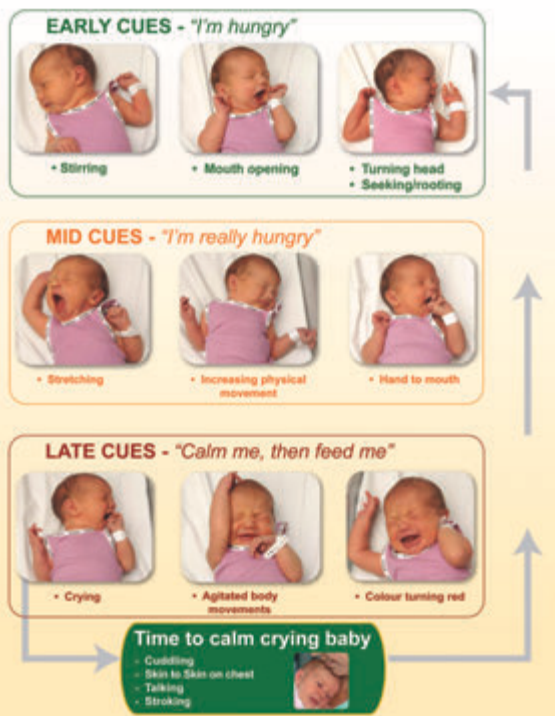 EARLY CUES - "I'm hungry"
• Stirring
• Mouth opening
• Turning head
• Seeking/rooting
MID CUES - "I'm really hungry"
• Stretching
• Increasing physical
movement
• Hand to mouth
LATE CUES - "Calm me, then feed me"
• Crying
• Agitated body
movements
• Colour turning red
Time to calm crying baby
- Cuddling
- Skin to Skin on chest
- Talking
- Stroking